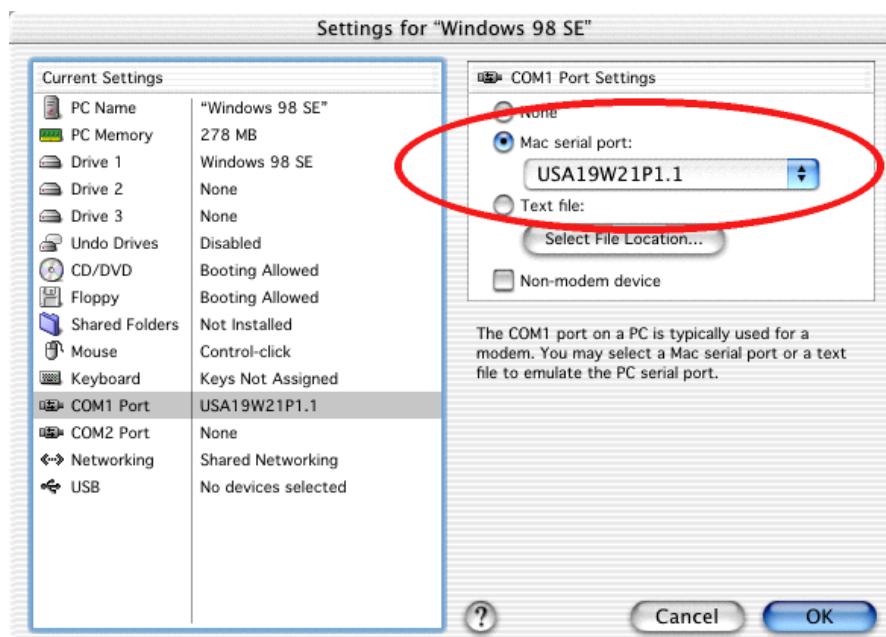 Settings for “Windows 98 SE”
Current Settings
PC Name “Windows 98 SE”
PC Memory 278 MB
Drive 1 Windows 98 SE
Drive 2 None
Drive 3 None
Undo Drives Disabled
CD/DVD Booting Allowed
Floppy Booting Allowed
Shared Folders Not Installed
Mouse Control-click
Keyboard Keys Not Assigned
COM1 Port USA19W21P1.1
COM2 Port None
Networking Shared Networking
USB No devices selected
COM1 Port Settings
None
Mac serial port:
USA19W21P1.1
Text file:
Select File Location...
Non-modem device
The COM1 port on a PC is typically used for a
modem. You may select a Mac serial port or a text
file to emulate the PC serial port.
?
Cancel
OK